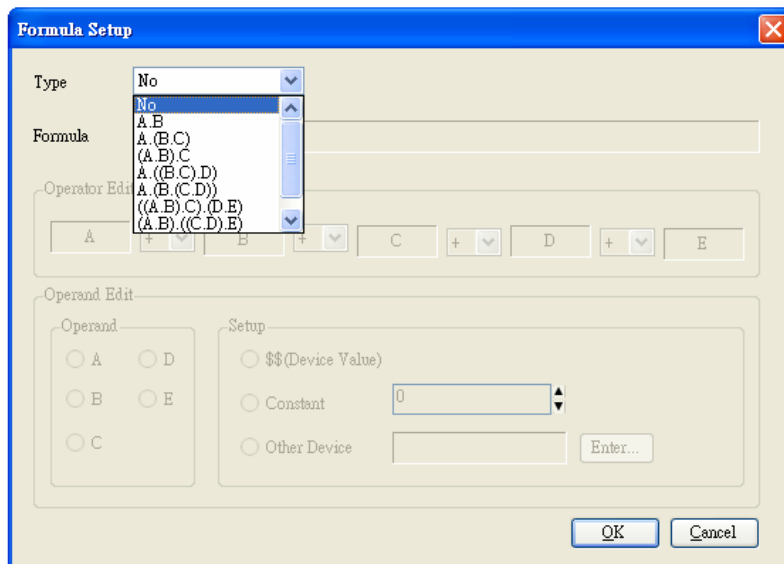 Formula Setup
Type No
No
A.B
Formula A.(B.C)
(A.B).C
A.((B.C).D)
Operator Edit A.(B.(C.D))
((A.B).C).(D.E)
(A.B).((C.D).E)
A + B + C + D + E
Operand Edit
Operand Setup
A D $$(Device Value)
B E Constant 0
C Other Device Enter...
OK Cancel